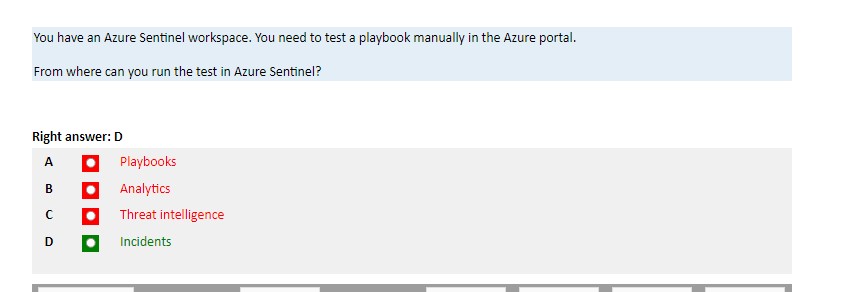 You have an Azure Sentinel workspace. You need to test a playbook manually in the Azure portal.
From where can you run the test in Azure Sentinel?
Right answer: D
A Playbooks
B Analytics
C Threat intelligence
D Incidents